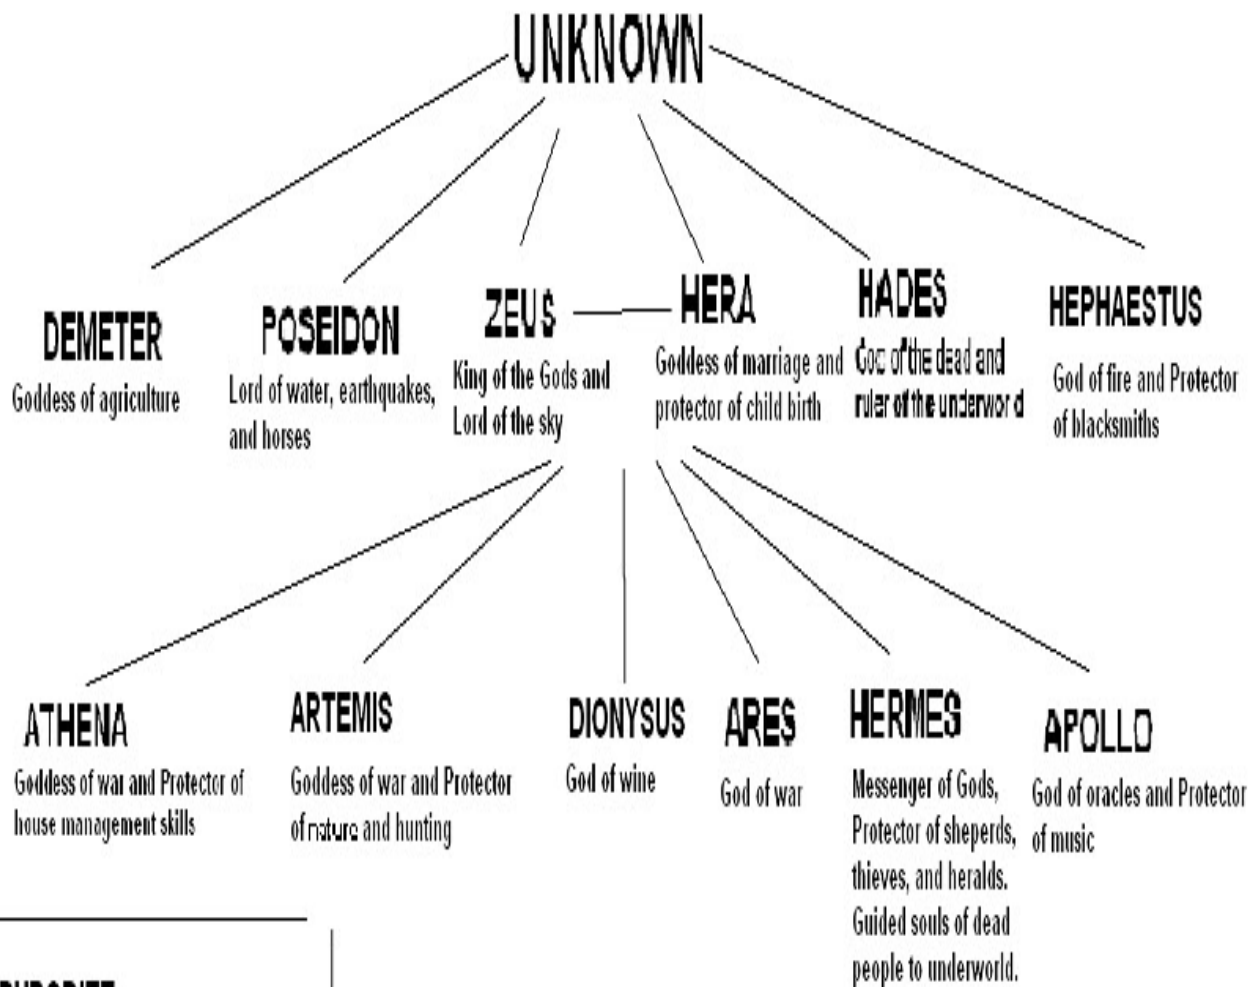 UNKNOWN
DEMETER
Goddess of agriculture
POSEIDON
Lord of water, earthquakes,
and horses
ZEUS
King of the Gods and
Lord of the sky
HERA
Goddess of marriage and
protector of child birth
HADES
God of the dead and
ruler of the underworld
HEPHAESTUS
God of fire and Protector
of blacksmiths
ATHENA
Goddess of war and Protector of
house management skills
ARTEMIS
Goddess of war and Protector
of nature and hunting
DIONYSUS
God of wine
ARES
God of war
HERMES
Messenger of Gods,
Protector of sheperds,
thieves, and heralds.
Guided souls of dead
people to underworld.
APOLLO
God of oracles and Protector
of music